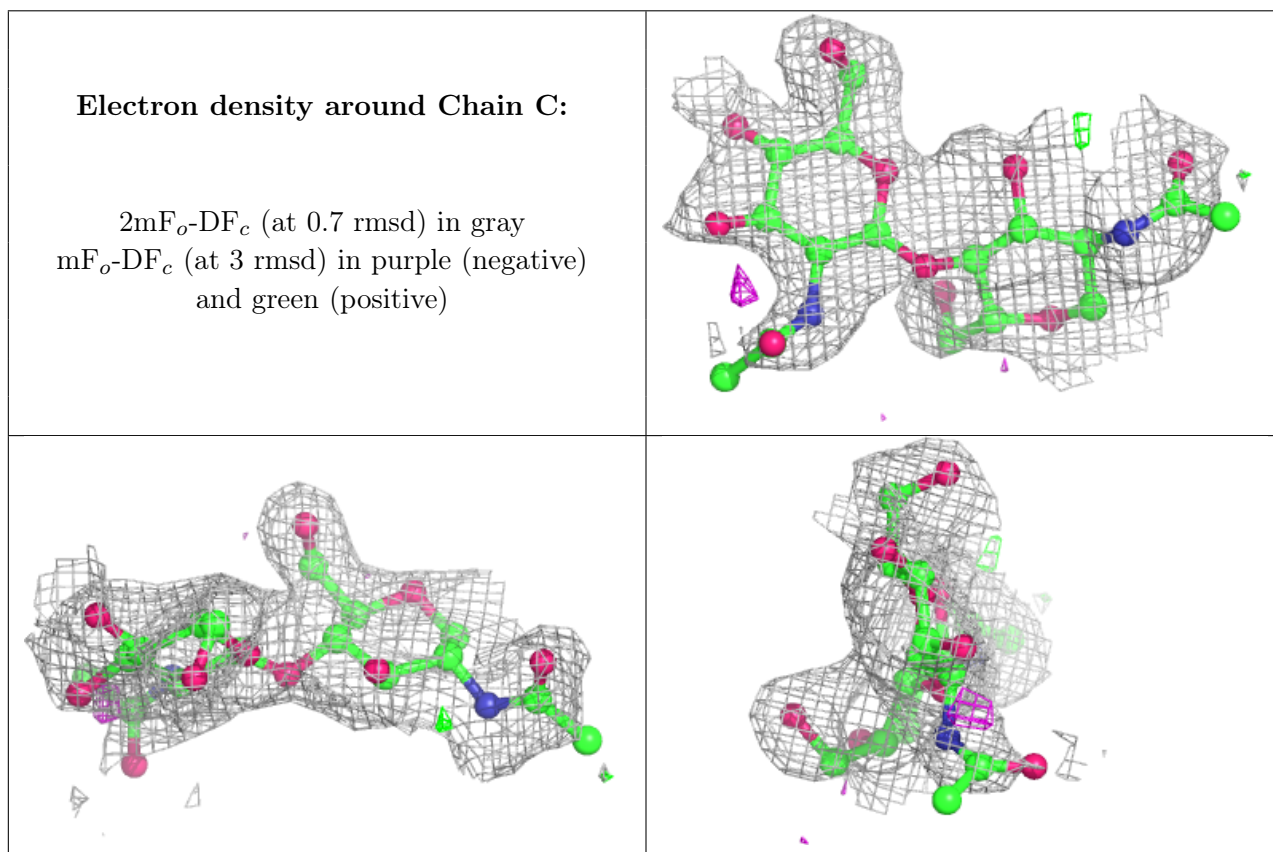 Electron density around Chain C:
2mFo-DFc (at 0.7 rmsd) in gray
mFo-DFc (at 3 rmsd) in purple (negative)
and green (positive)